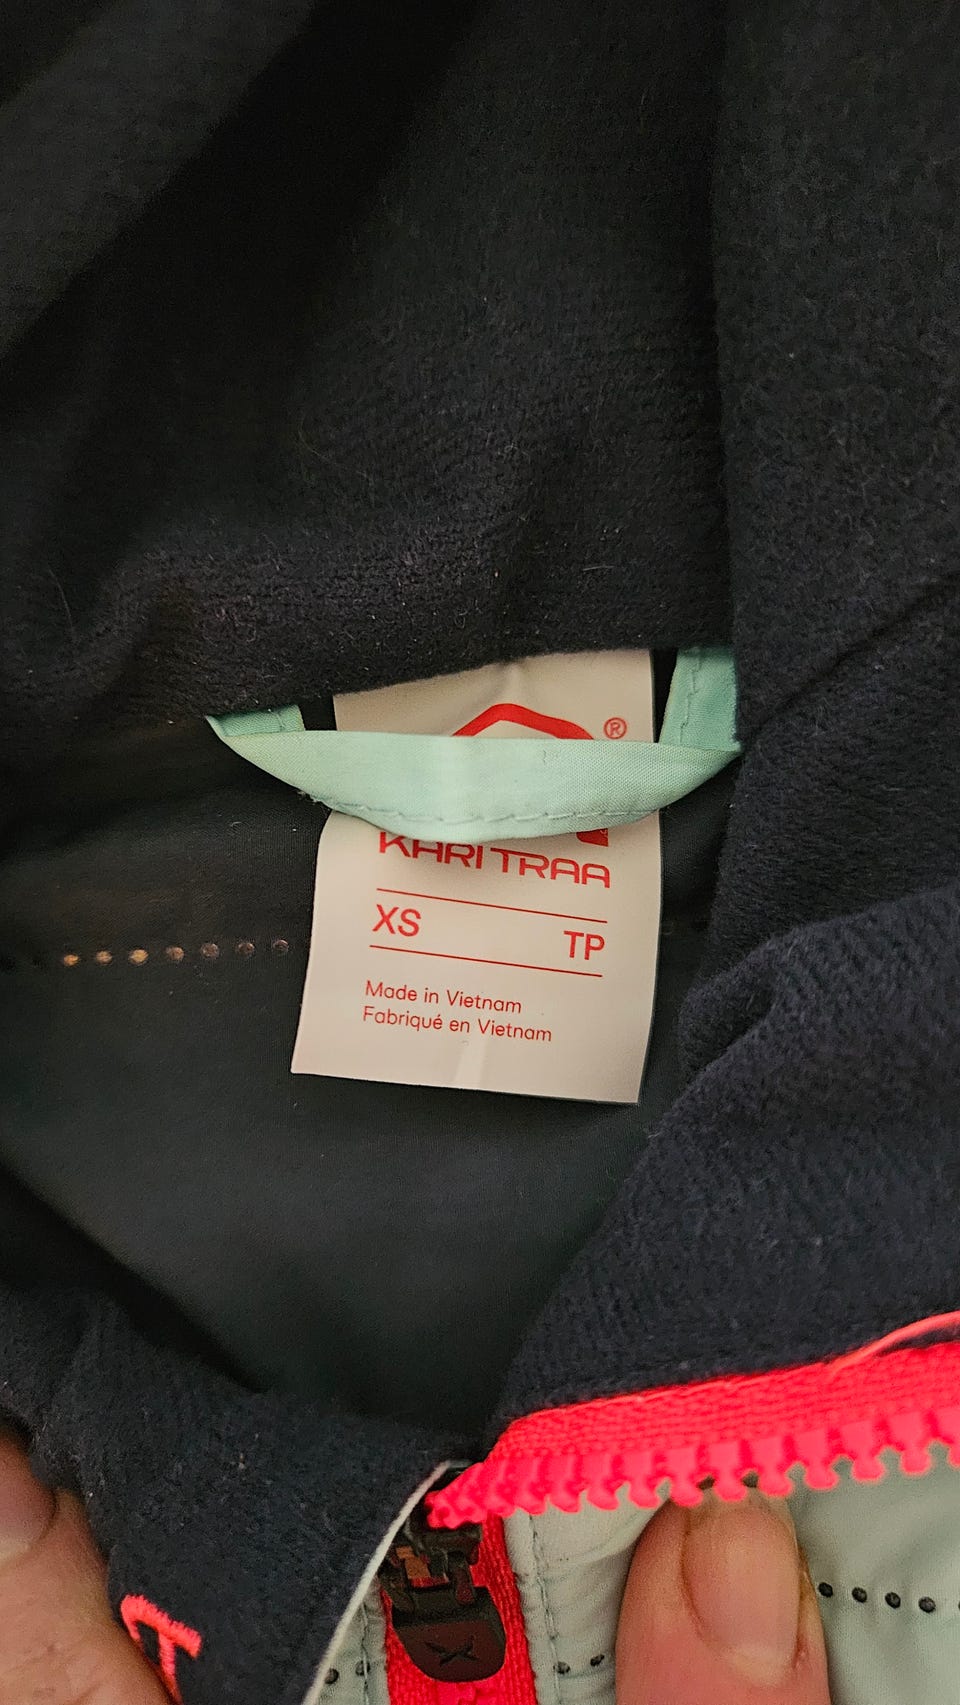 ®
KARI TRAA
XS TP
Made in Vietnam
Fabriqué en Vietnam